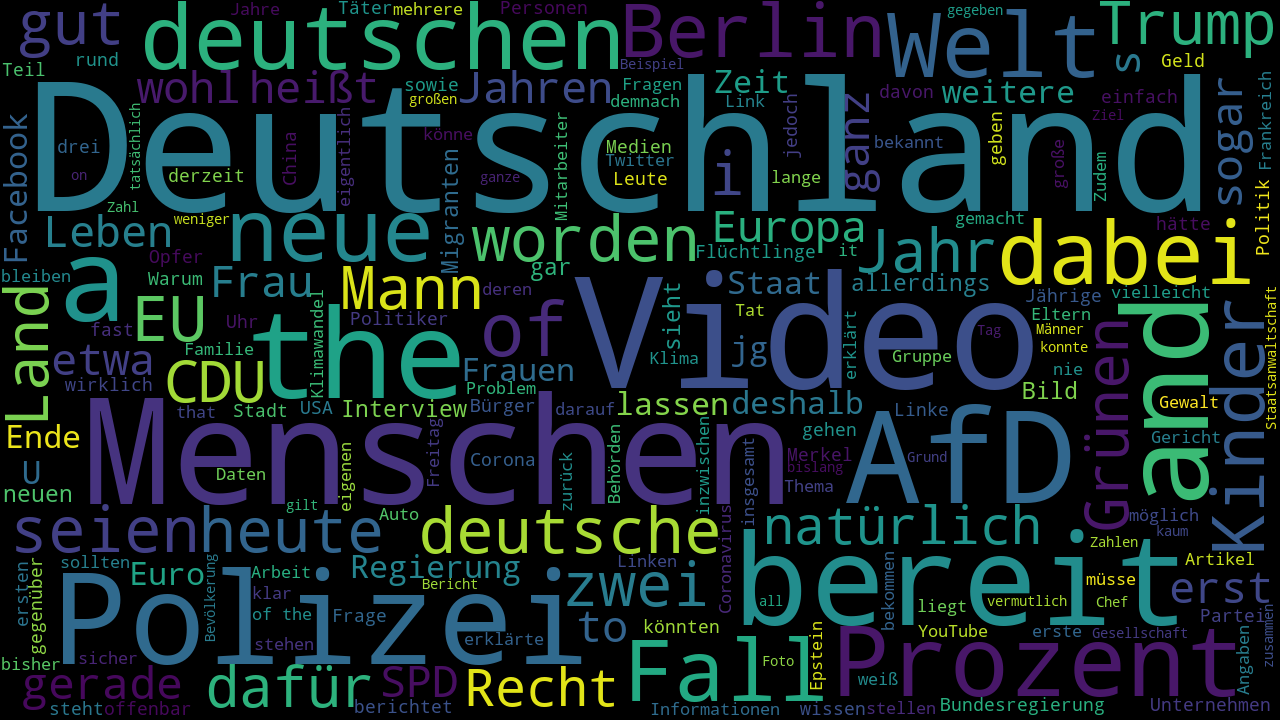 gut
Jahre
Täter
mehrere
Personen
gegeben
Trump
deutschen
Berlin
Welt
s
Geld
Teil
rund
wohl
heißt
sowie
großen
Jahren
Beispiel
Fragen
demnach
Zeit
Link
davon
weitere
einfach
Ziel
Frankreich
Facebook
drei
on
tatsächlich
Deutschland
derzeit
China
eigentlich
könne
ganze
Mitarbeiter
Medien
Twitter
Leute
i
lange
jedoch
ganz
bekannt
geben
große
Zudem
sogar
Politik
Zahl
weniger
Leben
neue
Migranten
worden
Europa
gemacht
hätte
Flüchtlinge
it
Jahr
dabei
bleiben
Opfer
Warum
a
Frau
Mann
deren
gar
Staat
allerdings
Jährige
vielleicht
Land
fast
EU
Uhr
Klimawandel
Politiker
the
of
Video
sieht
Tat
jg
erklärt
Tag
Eltern
Männer
konnte
and
Kinder
Staatsanwaltschaft
etwa
wirklich
Familie
CDU
Frauen
Klima
Gruppe
nie
Grünen
Problem
that
Stadt
USA
Interview
Bürger
darauf
lassen
deshalb
Linke
Bild
Gewalt
Ende
Menschen
AfD
gehen
Gericht
U
Daten
eigenen
Freitag
Corona
zurück
Behörden
inzwischen
Merkel
bislang
Thema
insgesamt
Grund
neuen
gilt
Auto
möglich
kaum
seien
heute
deutsche
Coronavirus
natürlich
Zahlen
Artikel
sollten
ersten
gegenüber
Euro
Bevölkerung
Arbeit
Regierung
Bericht
Linken
zwei
bereit
bekommen
müsse
erst
klar
of the
Frage
Polizei
to
all
liegt
vermutlich
Chef
Partei
stehen
erklärte
könnten
YouTube
erste
Gesellschaft
Angaben
zusammen
bisher
sicher
Fall
Foto
Epstein
Prozent
gerade
dafür
SPD
Recht
weiß
steht
offenbar
berichtet
Informationen
wissen
stellen
Bundesregierung
Unternehmen